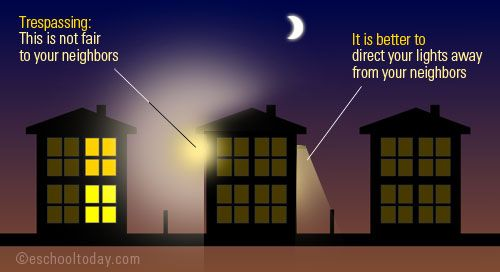 Trespassing:
This is not fair
to your neighbors
It is better to
direct your lights away
from your neighbors
©eschooltoday.com